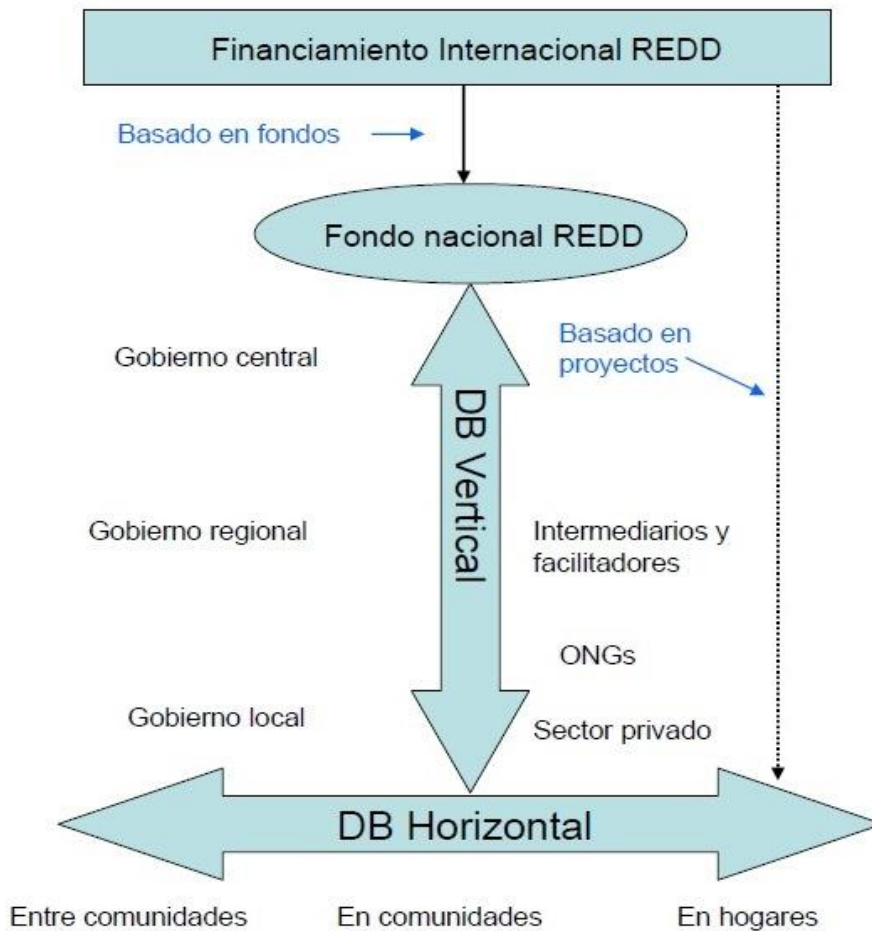 Financiamiento Internacional REDD
Basado en fondos
Fondo nacional REDD
Gobierno central
Basado en
proyectos
DB Vertical
Gobierno regional
Intermediarios y
facilitadores
ONGs
Gobierno local
Sector privado
DB Horizontal
Entre comunidades
En comunidades
En hogares